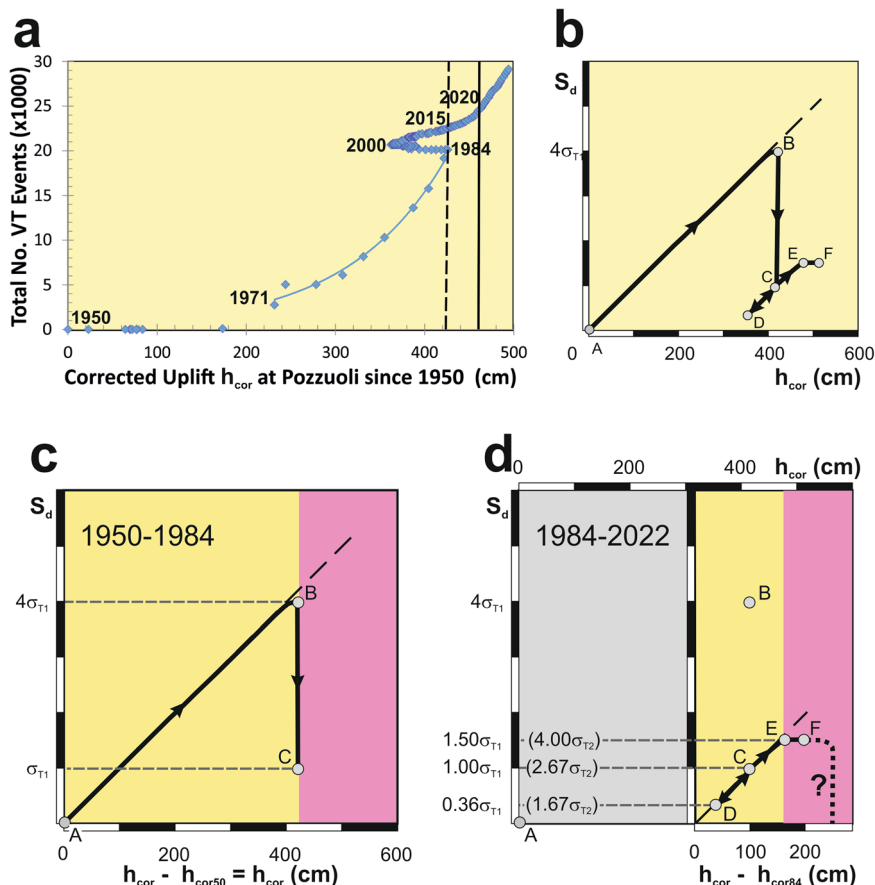 a
Total No. VT Events (x1000)
30
25
20
15
10
5
0
1950
1971
2000
2015
2020
1984
0 100 200 300 400 500
Corrected Uplift hcor at Pozzuoli since 1950 (cm)
b
Sd
4σT1
B
E F
C
D
A
0 200 400 600
hcor (cm)
c
Sd
1950-1984
4σT1
B
σT1
C
A
0 200 400 600
hcor - hcor50 = hcor (cm)
d
0 200 400 hcor (cm)
Sd
1984-2022
4σT1
B
E F
1.50σT1 (4.00σT2)
C
1.00σT1 (2.67σT2)
?
0.36σT1 (1.67σT2)
D
A
0 100 200
hcor - hcor84 (cm)